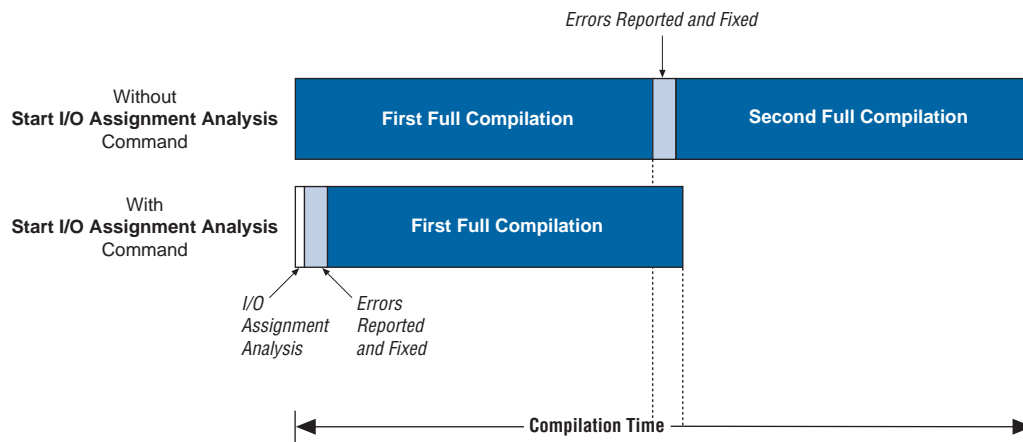 Errors Reported and Fixed
Without
Start I/O Assignment Analysis
Command
First Full Compilation
Second Full Compilation
With
Start I/O Assignment Analysis
Command
First Full Compilation
I/O
Assignment
Analysis
Errors
Reported
and Fixed
Compilation Time